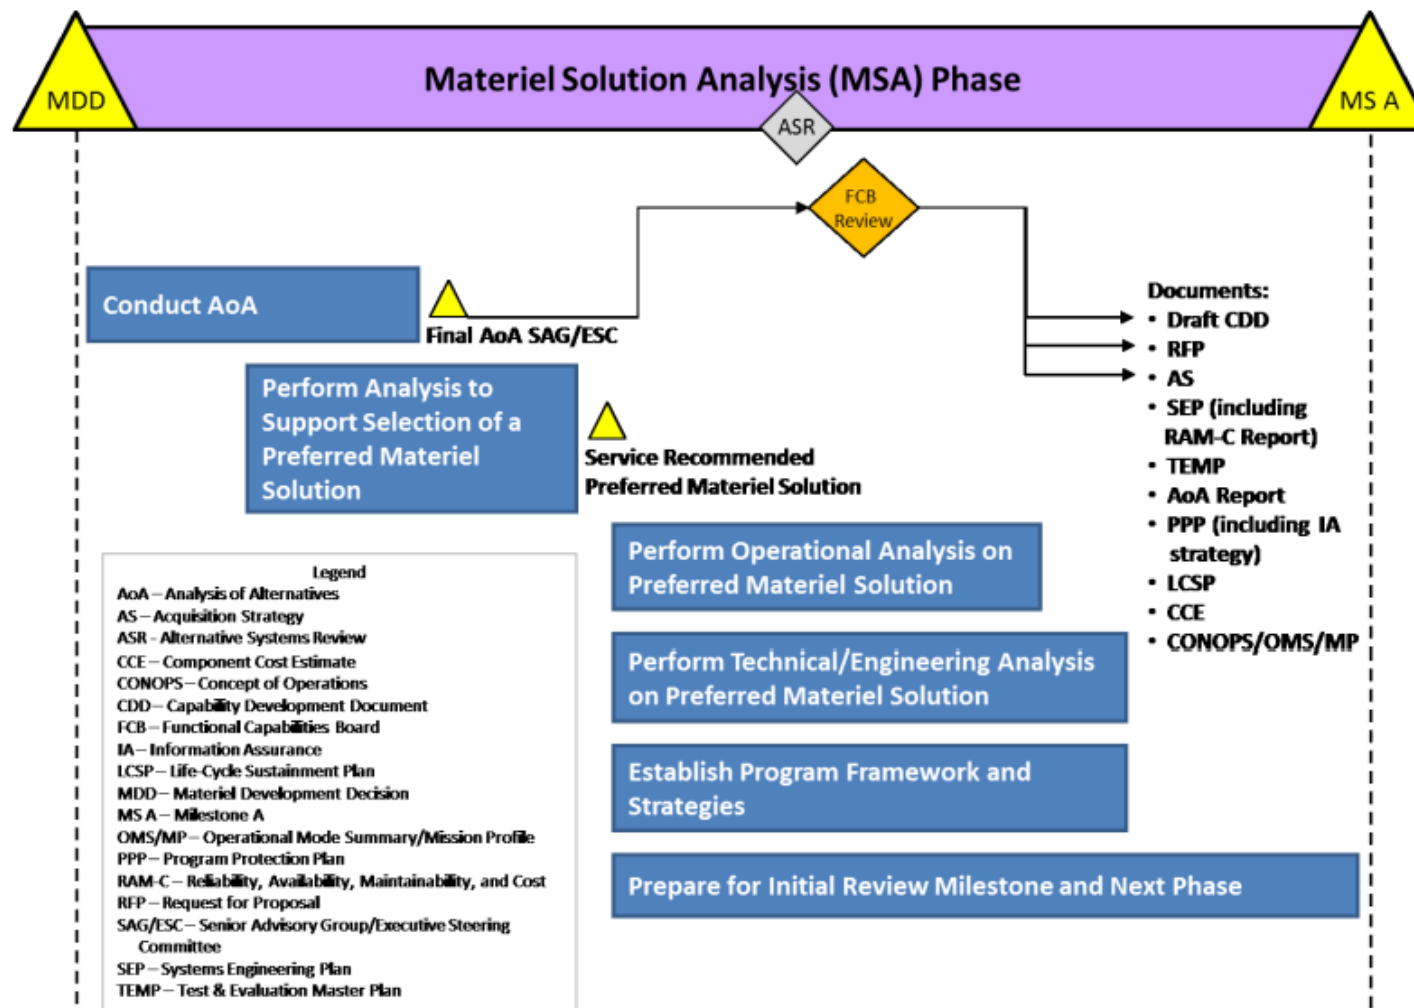 Materiel Solution Analysis (MSA) Phase
MDD
MS A
ASR
FCB
Review
Conduct AoA
Final AoA SAG/ESC
Perform Analysis to
Support Selection of a
Preferred Materiel
Solution
Service Recommended
Preferred Materiel Solution
Documents:
• Draft CDD
• RFP
• AS
• SEP (including
RAM-C Report)
• TEMP
• AoA Report
• PPP (including IA
strategy)
• LCSP
• CCE
• CONOPS/OMS/MP
Perform Operational Analysis on
Preferred Materiel Solution
Perform Technical/Engineering Analysis
on Preferred Materiel Solution
Establish Program Framework and
Strategies
Prepare for Initial Review Milestone and Next Phase
Legend
AoA – Analysis of Alternatives
AS – Acquisition Strategy
ASR - Alternative Systems Review
CCE – Component Cost Estimate
CONOPS – Concept of Operations
CDD – Capability Development Document
FCB – Functional Capabilities Board
IA – Information Assurance
LCSP – Life-Cycle Sustainment Plan
MDD – Materiel Development Decision
MS A – Milestone A
OMS/MP – Operational Mode Summary/Mission Profile
PPP – Program Protection Plan
RAM-C – Reliability, Availability, Maintainability, and Cost
RFP – Request for Proposal
SAG/ESC – Senior Advisory Group/Executive Steering
Committee
SEP – Systems Engineering Plan
TEMP – Test & Evaluation Master Plan